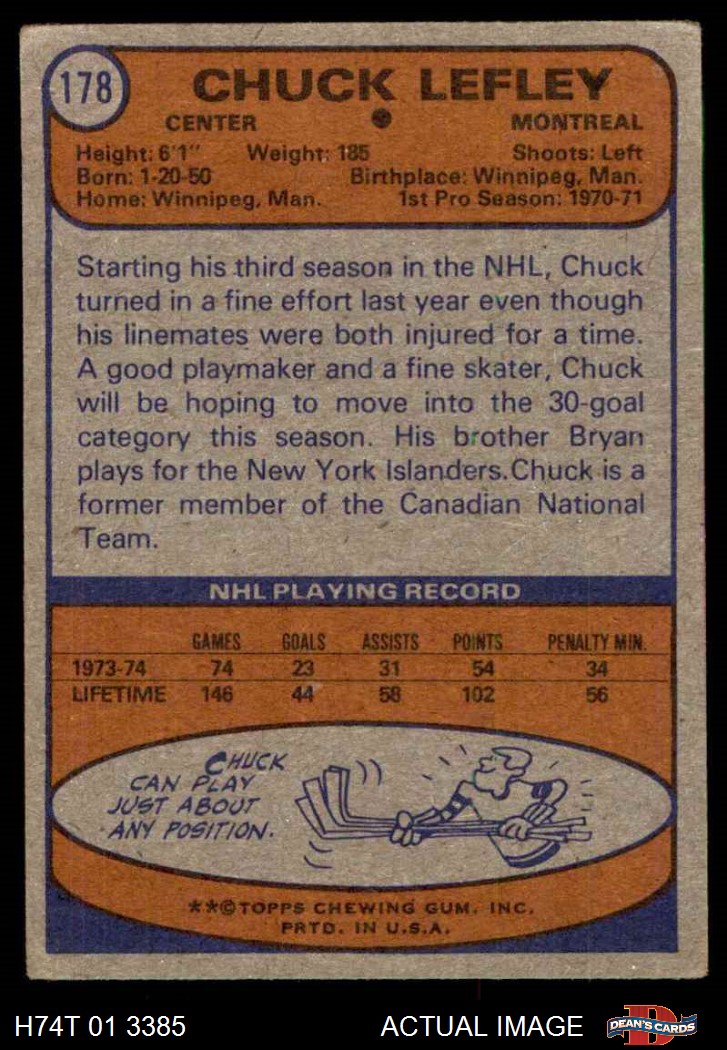 178
CHUCK LEFLEY
CENTER MONTREAL
Height: 6'1" Weight: 185 Shoots: Left
Born: 1-20-50 Birthplace: Winnipeg, Man.
Home: Winnipeg, Man. 1st Pro Season: 1970-71
Starting his third season in the NHL, Chuck
turned in a fine effort last year even though
his linemates were both injured for a time.
A good playmaker and a fine skater, Chuck
will be hoping to move into the 30-goal
category this season. His brother Bryan
plays for the New York Islanders. Chuck is a
former member of the Canadian National
Team.
NHL PLAYING RECORD
GAMES GOALS ASSISTS POINTS PENALTY MIN.
1973-74 74 23 31 54 34
LIFETIME 146 44 58 102 56
CHUCK
CAN PLAY
JUST ABOUT
ANY POSITION.
**©TOPPS CHEWING GUM, INC.
PRTD. IN U.S.A.
H74T 01 3385 ACTUAL IMAGE DEAN'S CARDS